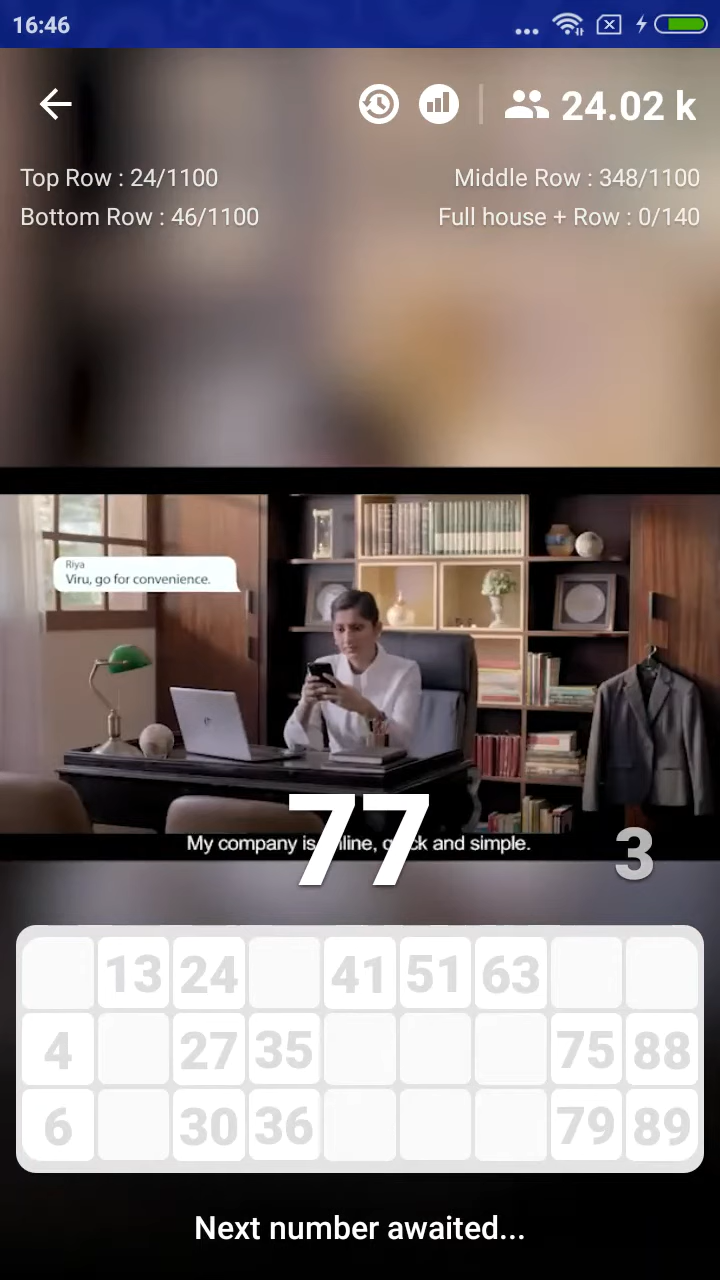 16:46
24.02 k
Top Row : 24/1100
Middle Row : 348/1100
Bottom Row : 46/1100
Full house + Row : 0/140
Riya
Viru, go for convenience.
77
3
My company is online, quick and simple.
13 24 41 51 63
4 27 35 75 88
6 30 36 79 89
Next number awaited...